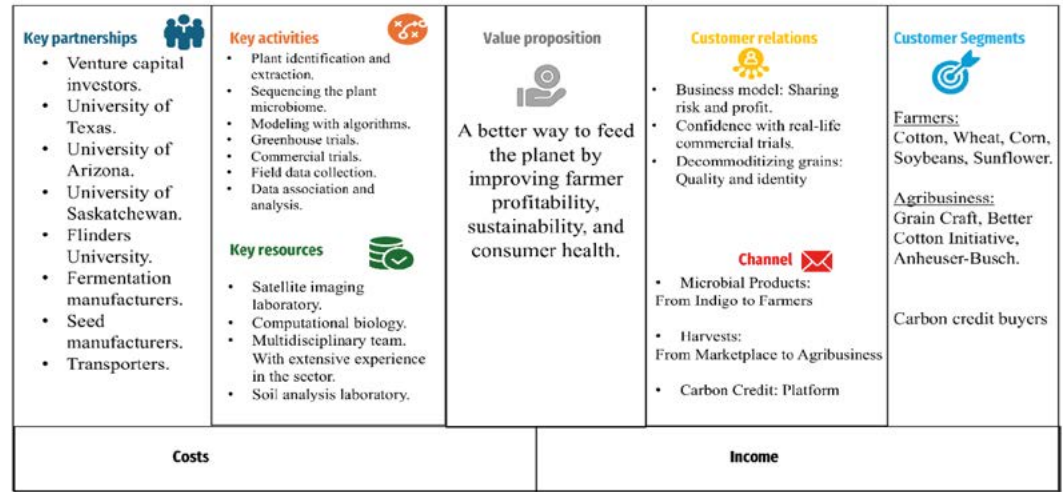 Key partnerships
• Venture capital
investors.
• University of
Texas.
• University of
Arizona.
• University of
Saskatchewan.
• Flinders
University.
• Fermentation
manufacturers.
• Seed
manufacturers.
• Transporters.
Key activities
• Plant identification and
extraction.
• Sequencing the plant
microbiome.
• Modeling with algorithms.
• Greenhouse trials.
• Commercial trials.
• Field data collection.
• Data association and
analysis.
Key resources
• Satellite imaging
laboratory.
• Computational biology.
• Multidisciplinary team.
With extensive experience
in the sector.
• Soil analysis laboratory.
Value proposition
A better way to feed
the planet by
improving farmer
profitability,
sustainability, and
consumer health.
Customer relations
• Business model: Sharing
risk and profit.
• Confidence with real-life
commercial trials.
• Decommoditizing grains:
Quality and identity
Channel
• Microbial Products:
From Indigo to Farmers
• Harvests:
From Marketplace to Agribusiness
• Carbon Credit: Platform
Customer Segments
Farmers:
Cotton, Wheat, Corn,
Soybeans, Sunflower.
Agribusiness:
Grain Craft, Better
Cotton Initiative,
Anheuser-Busch.
Carbon credit buyers
Costs
Income